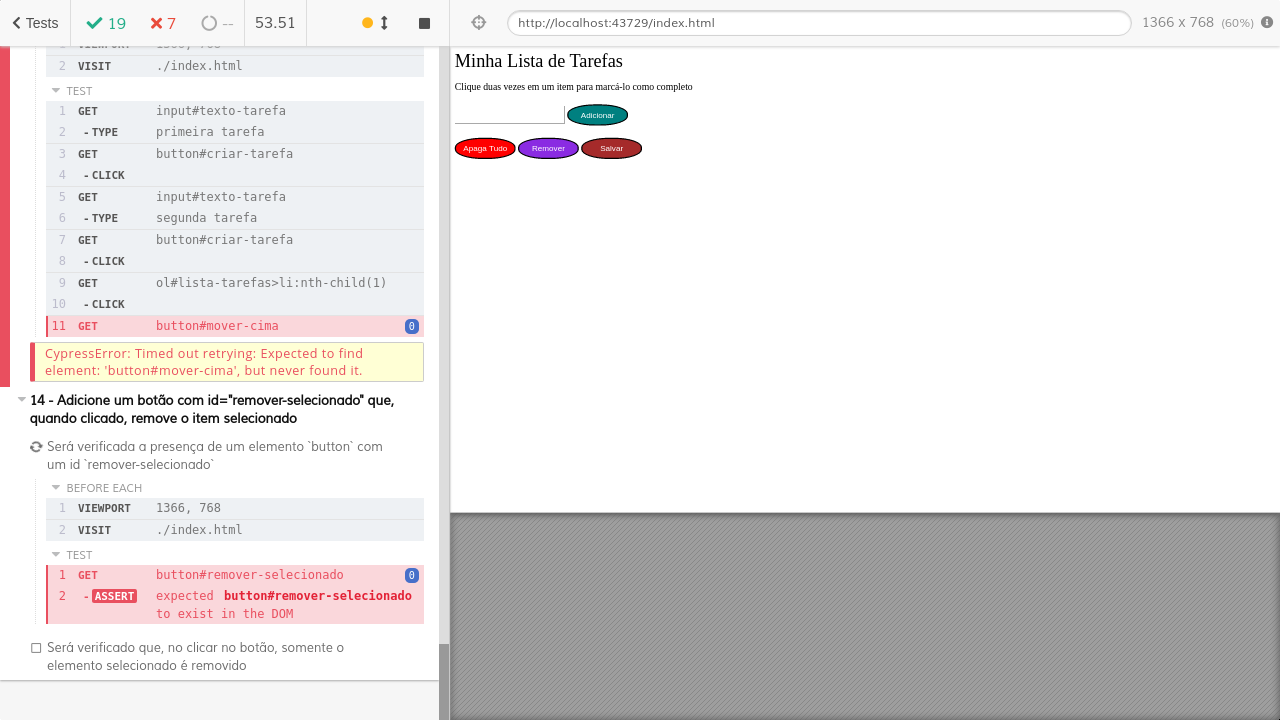 Tests 19 7 -- 53.51 http://localhost:43729/index.html 1366 x 768 (60%)
1 VIEWPORT 1366, 768
2 VISIT ./index.html
TEST
1 GET input#texto-tarefa
2 - TYPE primeira tarefa
3 GET button#criar-tarefa
4 - CLICK
5 GET input#texto-tarefa
6 - TYPE segunda tarefa
7 GET button#criar-tarefa
8 - CLICK
9 GET ol#lista-tarefas>li:nth-child(1)
10 - CLICK
11 GET button#mover-cima 0
CypressError: Timed out retrying: Expected to find
element: 'button#mover-cima', but never found it.
14 - Adicione um botão com id="remover-selecionado" que,
quando clicado, remove o item selecionado
Será verificada a presença de um elemento `button` com
um id `remover-selecionado`
BEFORE EACH
1 VIEWPORT 1366, 768
2 VISIT ./index.html
TEST
1 GET button#remover-selecionado 0
2 - ASSERT expected button#remover-selecionado
to exist in the DOM
Será verificado que, no clicar no botão, somente o
elemento selecionado é removido
Minha Lista de Tarefas
Clique duas vezes em um item para marcá-lo como completo
Adicionar
Apaga Tudo Remover Salvar